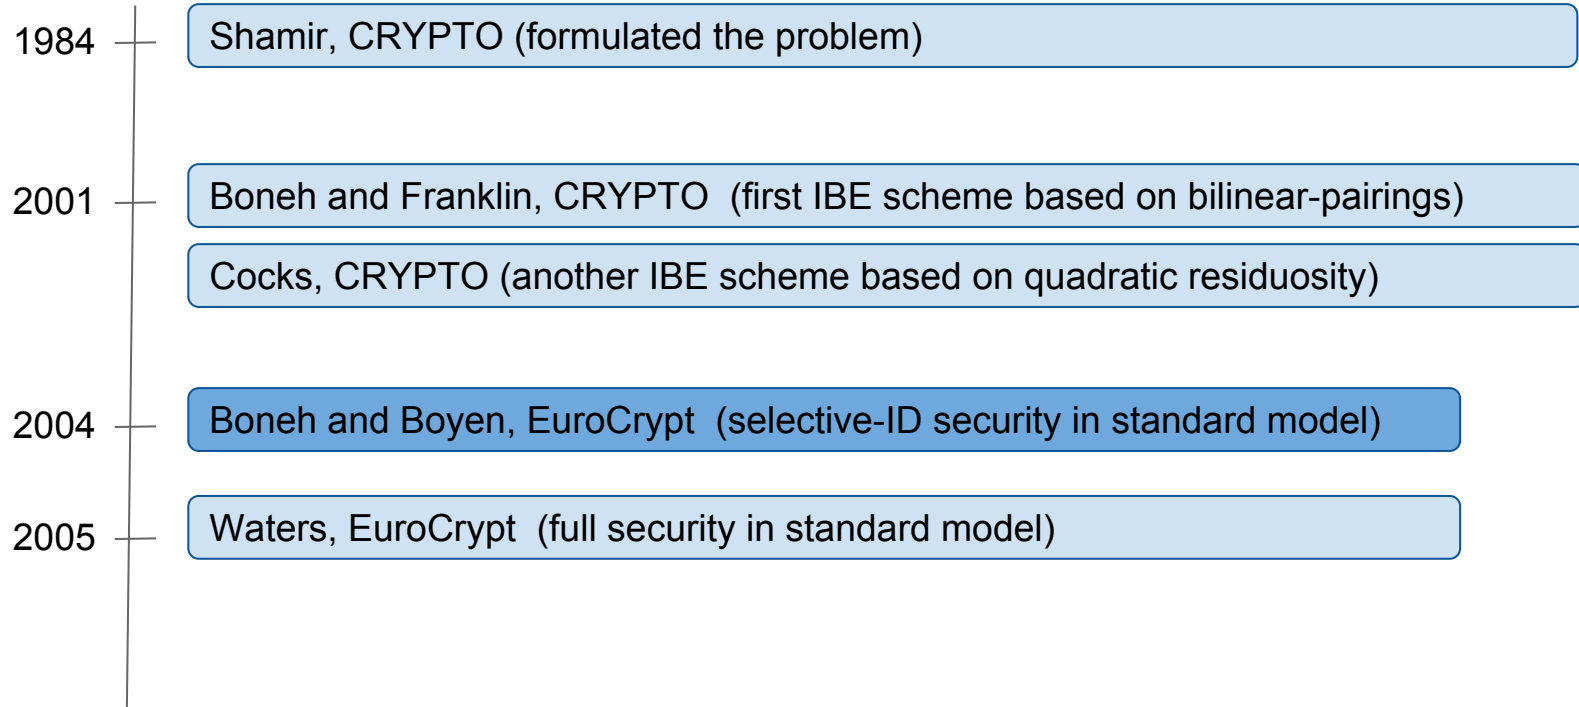 1984 Shamir, CRYPTO (formulated the problem)
2001 Boneh and Franklin, CRYPTO (first IBE scheme based on bilinear-pairings)
Cocks, CRYPTO (another IBE scheme based on quadratic residuosity)
2004 Boneh and Boyen, EuroCrypt (selective-ID security in standard model)
2005 Waters, EuroCrypt (full security in standard model)